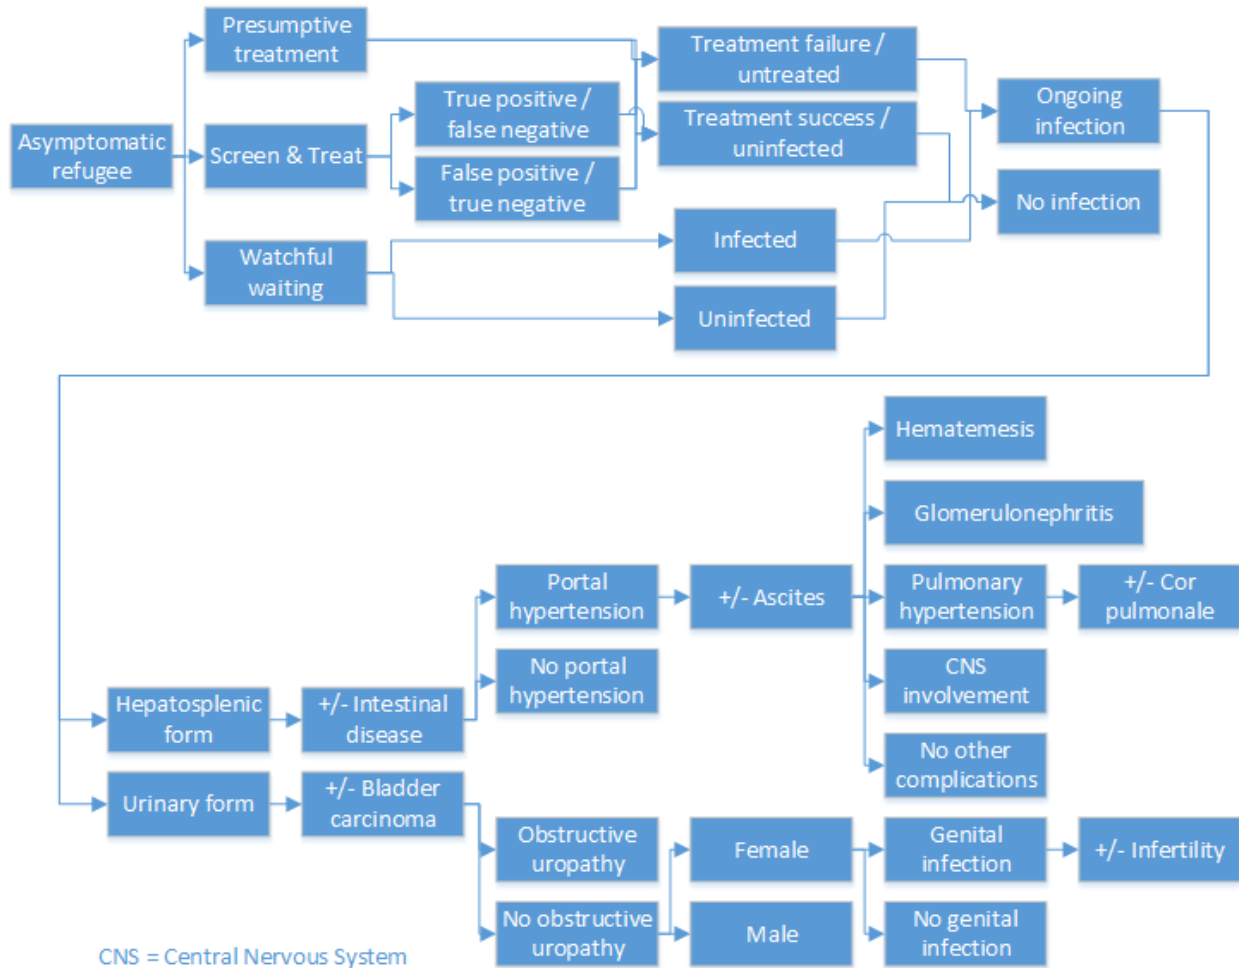 Presumptive
treatment
Treatment failure /
untreated
True positive /
false negative
Ongoing
infection
Asymptomatic
refugee
Screen & Treat
Treatment success /
uninfected
False positive /
true negative
No infection
Watchful
waiting
Infected
Uninfected
Hematemesis
Glomerulonephritis
Portal
hypertension
+/- Ascites
Pulmonary
hypertension
+/- Cor
pulmonale
No portal
hypertension
CNS
involvement
Hepatosplenic
form
+/- Intestinal
disease
No other
complications
Urinary form
+/- Bladder
carcinoma
Obstructive
uropathy
Female
Genital
infection
+/- Infertility
No obstructive
uropathy
Male
No genital
infection
CNS = Central Nervous System